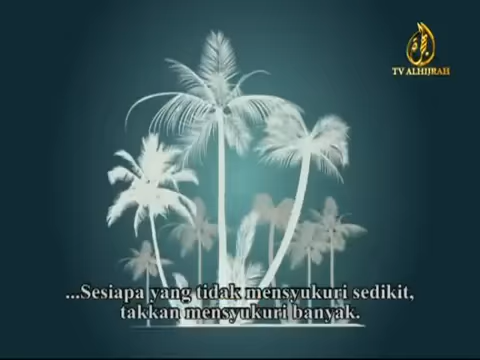 TV ALHIJRAH
...Sesiapa yang tidak mensyukuri sedikit,
takkan mensyukuri banyak.